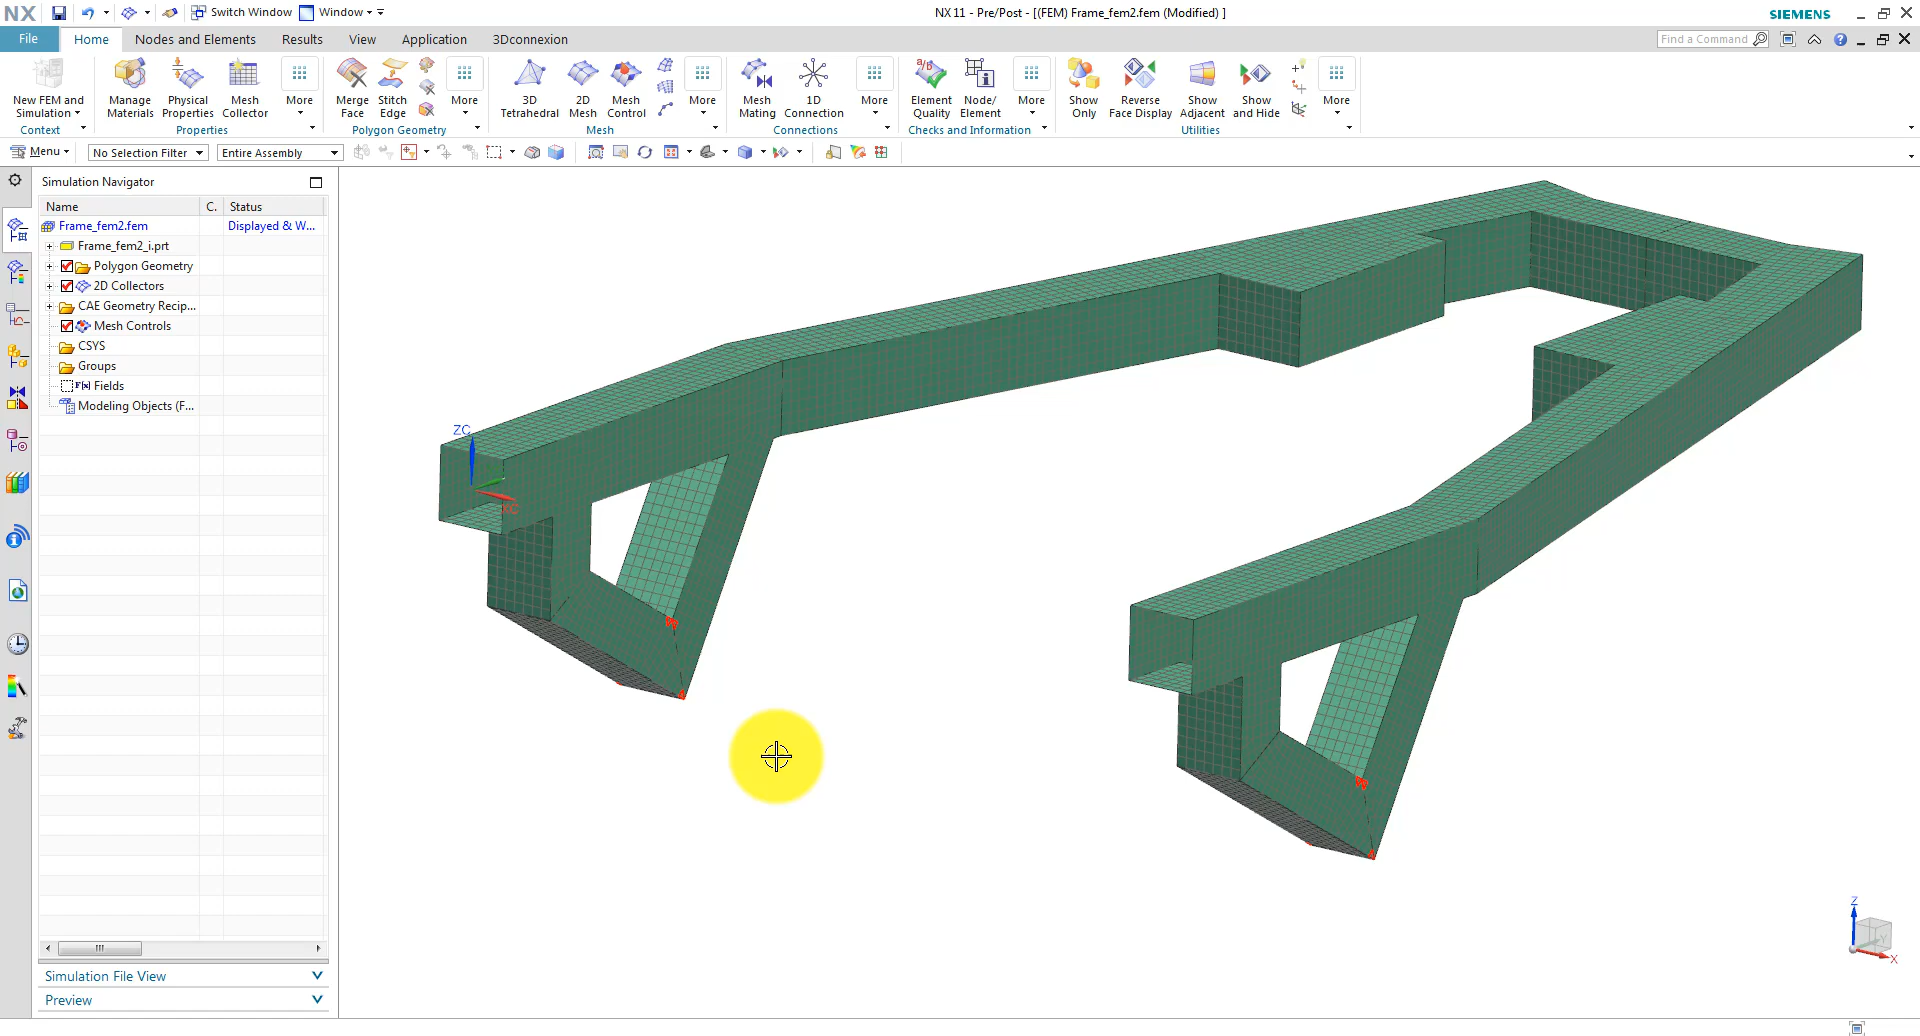 NX Switch Window Window NX 11 - Pre/Post - [(FEM) Frame_fem2.fem (Modified) ] SIEMENS
File Home Nodes and Elements Results View Application 3Dconnexion Find a Command
New FEM and Simulation
Manage Materials
Physical Properties
Mesh Collector
More
Merge Face
Stitch Edge
More
3D Tetrahedral
2D Mesh
Mesh Control
More
Mesh Mating
1D Connection
More
Element Quality
Node/ Element
More
Show Only
Reverse Face Display
Show Adjacent
Show and Hide
More
Context Properties Polygon Geometry Mesh Connections Checks and Information Utilities
Menu No Selection Filter Entire Assembly
Simulation Navigator
Name C. Status
Frame_fem2.fem Displayed & W...
Frame_fem2_i.prt
Polygon Geometry
2D Collectors
CAE Geometry Recip...
Mesh Controls
CSYS
Groups
Fields
Modeling Objects (F...
Simulation File View
Preview
ZC
XC
Z
Y
X